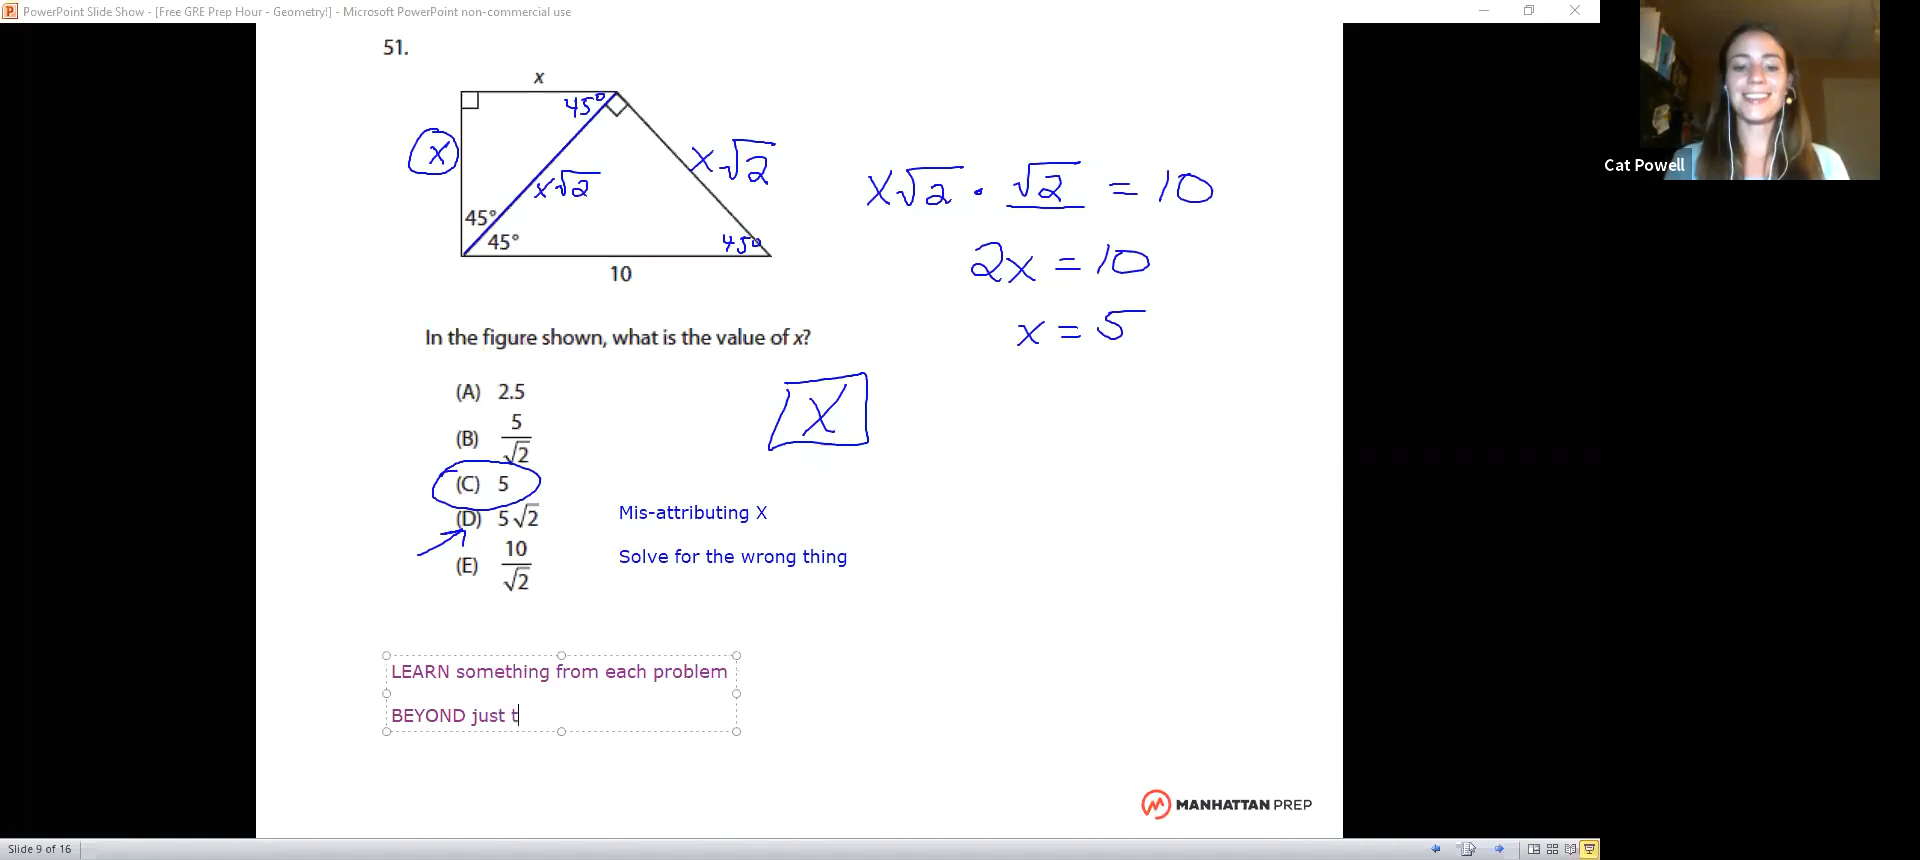 PowerPoint Slide Show - [Free GRE Prep Hour - Geometry!] - Microsoft PowerPoint non-commercial use
51.
x
45°
x
x√2
x√2
45°
45°
45°
10
x√2 · √2 = 10
2x = 10
x = 5
In the figure shown, what is the value of x?
(A) 2.5
(B) 5/√2
(C) 5
(D) 5√2
(E) 10/√2
X
Mis-attributing X
Solve for the wrong thing
LEARN something from each problem
BEYOND just t
MANHATTAN PREP
Cat Powell
Slide 9 of 16